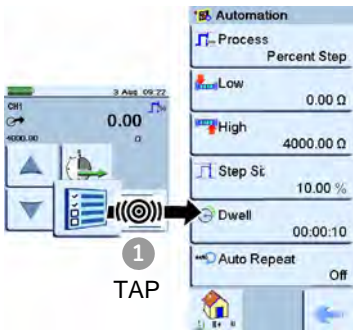 3 Aug 09:22
CH1
0.00
4000.00
Ω
1
TAP
Automation
Process
Percent Step
Low
0.00 Ω
High
4000.00 Ω
Step Si:
10.00 %
Dwell
00:00:10
Auto Repeat
Off